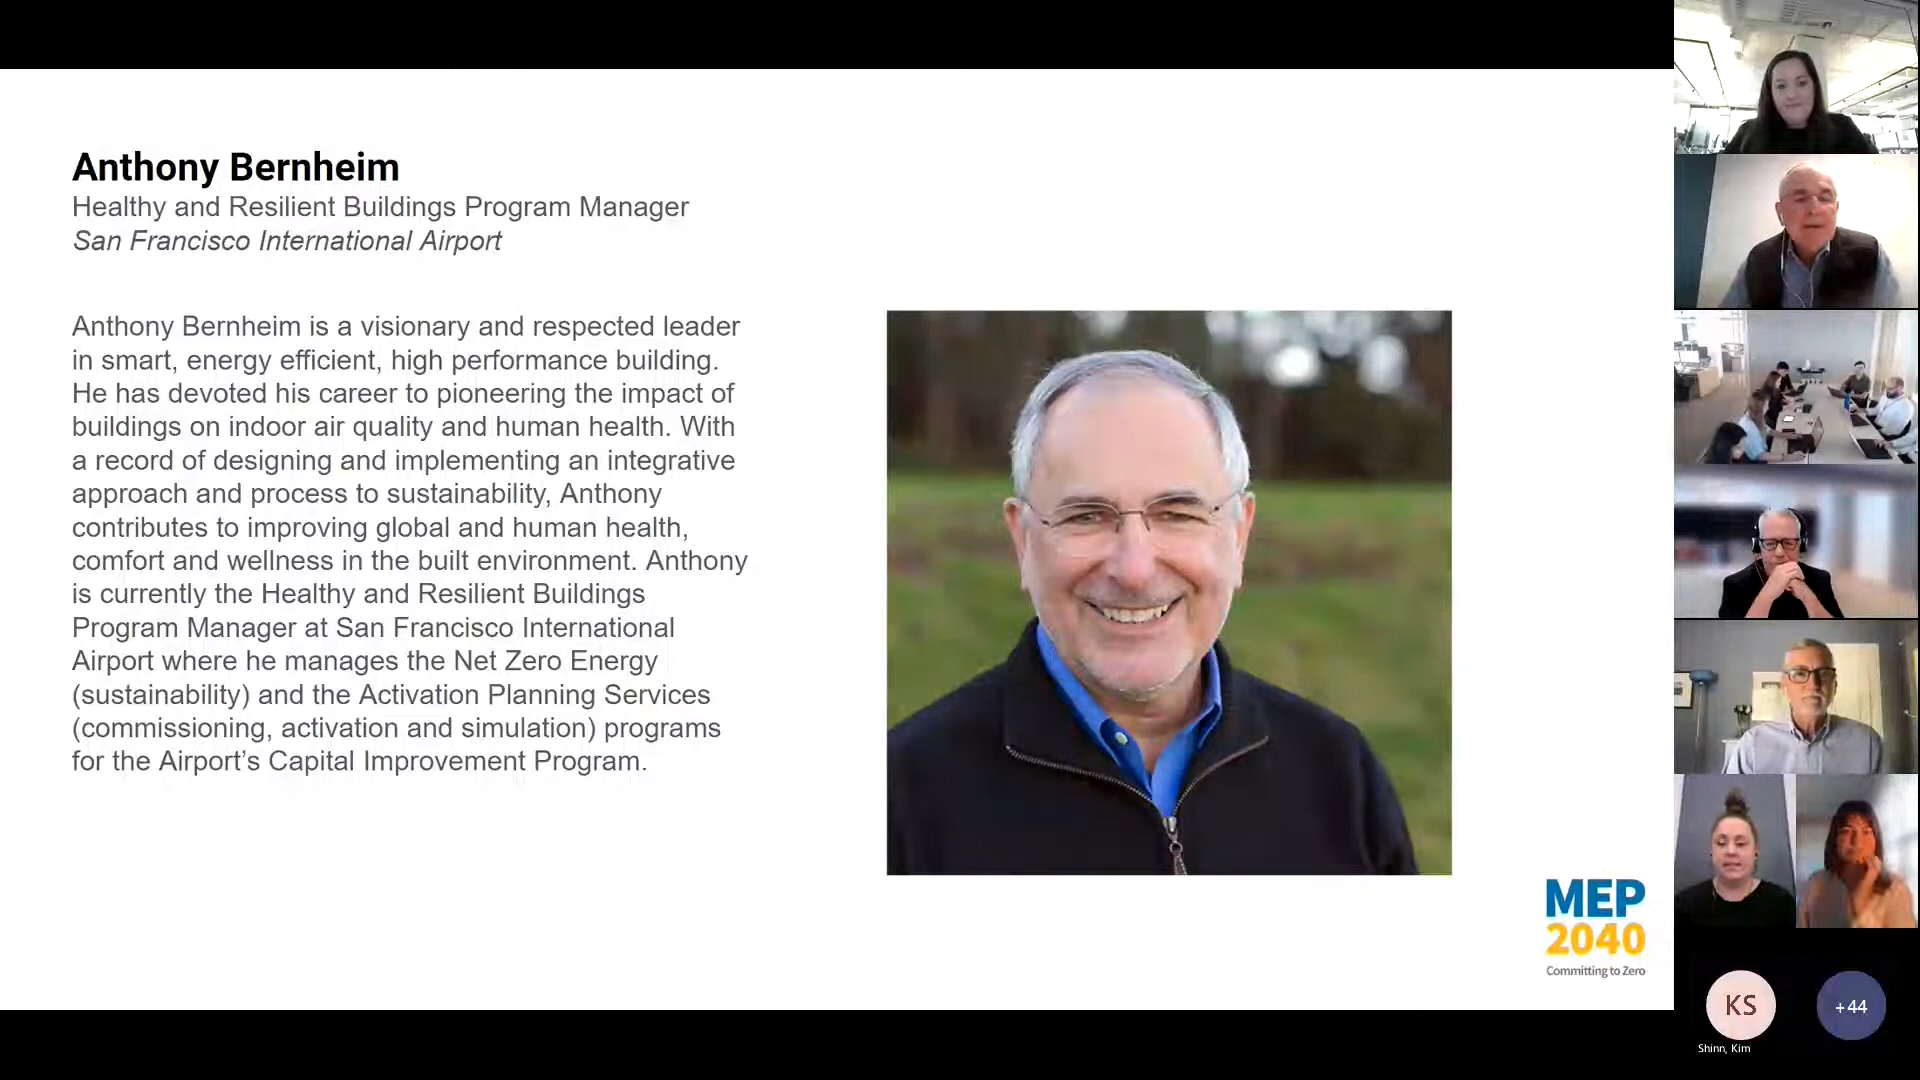 Anthony Bernheim
Healthy and Resilient Buildings Program Manager
San Francisco International Airport
Anthony Bernheim is a visionary and respected leader
in smart, energy efficient, high performance building.
He has devoted his career to pioneering the impact of
buildings on indoor air quality and human health. With
a record of designing and implementing an integrative
approach and process to sustainability, Anthony
contributes to improving global and human health,
comfort and wellness in the built environment. Anthony
is currently the Healthy and Resilient Buildings
Program Manager at San Francisco International
Airport where he manages the Net Zero Energy
(sustainability) and the Activation Planning Services
(commissioning, activation and simulation) programs
for the Airport’s Capital Improvement Program.
MEP
2040
Committing to Zero
KS
+44
Shinn, Kim